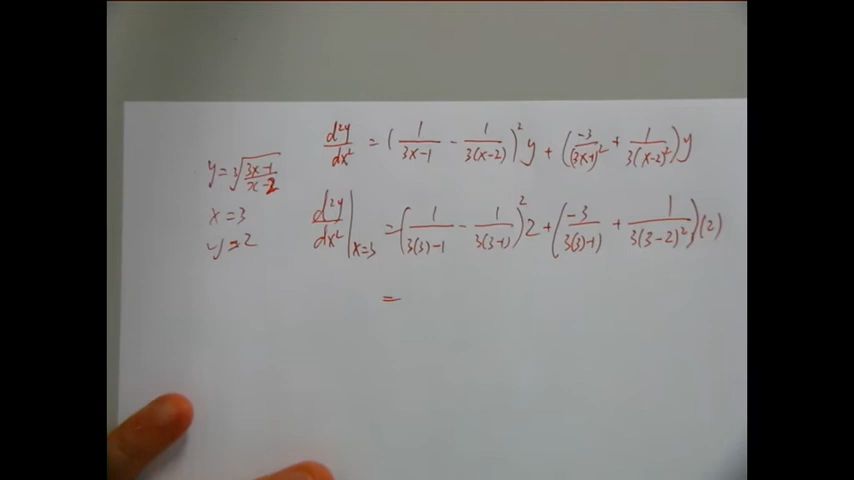 d²y/dx² = (1/(3x-1) - 1/(3(x-2)))² y + (-3/(3x-1)² + 1/(3(x-2)²)) y
y = ∛((3x-1)/(x-2))
x = 3
y = 2
d²y/dx² |x=3 = (1/(3(3)-1) - 1/(3(3-1)))² 2 + (-3/(3(3)-1) + 1/(3(3-2)²)) (2)
=